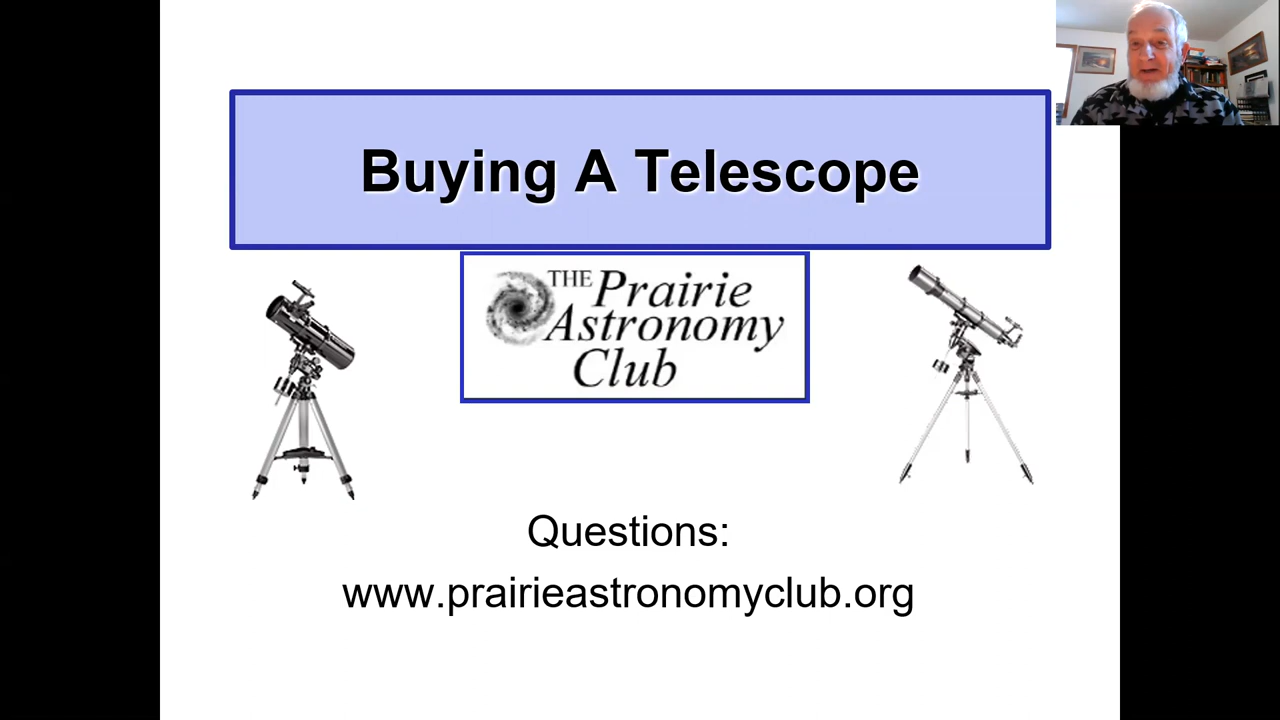 Buying A Telescope
THE Prairie
Astronomy
Club
Questions:
www.prairieastronomyclub.org